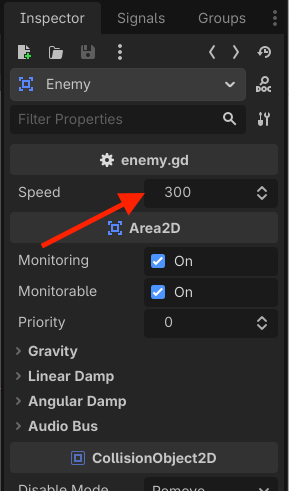 Inspector Signals Groups
Enemy
DOC
Filter Properties
enemy.gd
Speed 300
Area2D
Monitoring On
Monitorable On
Priority 0
Gravity
Linear Damp
Angular Damp
Audio Bus
CollisionObject2D
Disable Mode Remove